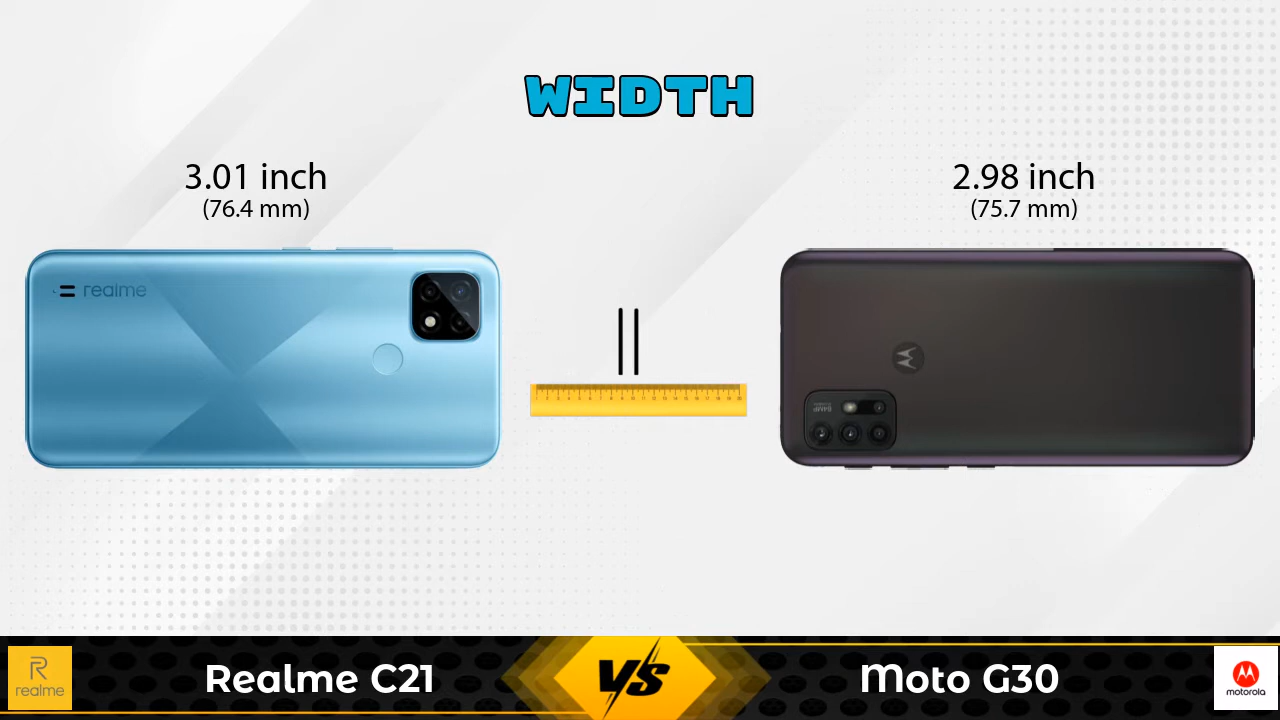 WIDTH
3.01 inch
(76.4 mm)
2.98 inch
(75.7 mm)
realme
64MP
realme
Realme C21
VS
Moto G30
motorola